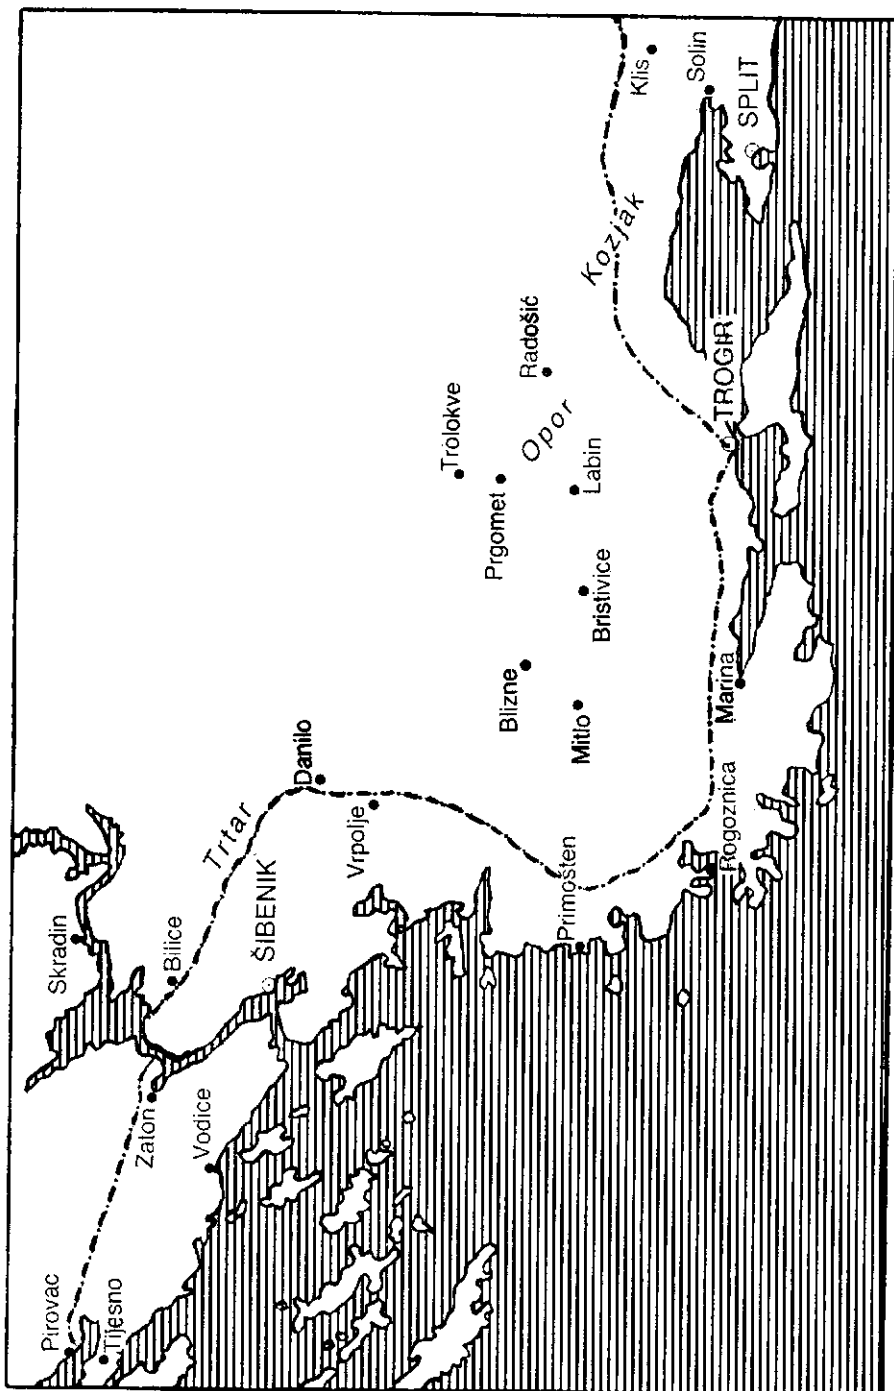 Skradin
Pirovac
Tijesno
Zaton
Bilice
Trtar
Vodice
ŠIBENIK
Danilo
Vrpolje
Trolokve
Prgomet
Radošić
Opor
Blizne
Labin
Primošten
Mitlo
Bristivice
Kozjak
Klis
Solin
Rogoznica
Marina
TROGIR
SPLIT